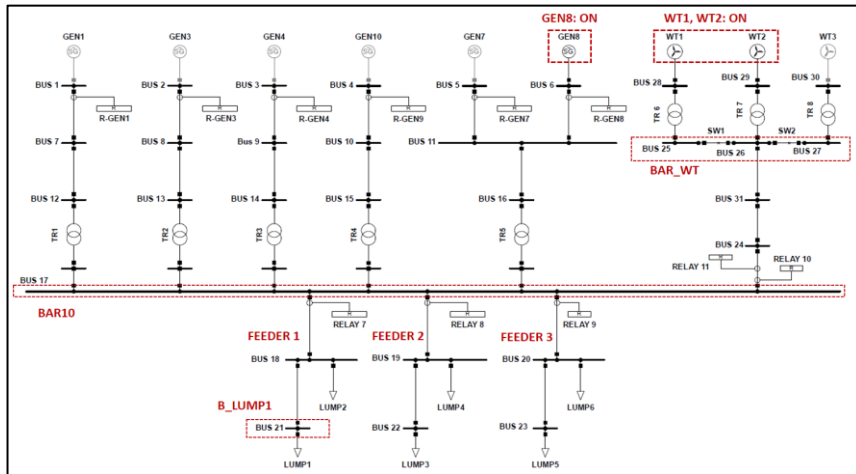 GEN8: ON
WT1, WT2: ON
GEN1
GEN3
GEN4
GEN10
GEN7
GEN8
WT1
WT2
WT3
BUS 1
BUS 2
BUS 3
BUS 4
BUS 5
BUS 6
BUS 28
BUS 29
BUS 30
R-GEN1
R-GEN3
R-GEN4
R-GEN9
R-GEN7
R-GEN8
TR 6
TR 7
TR 8
BUS 7
BUS 8
Bus 9
BUS 10
BUS 11
SW1
SW2
BUS 25
BUS 26
BUS 27
BAR_WT
BUS 12
BUS 13
BUS 14
BUS 15
BUS 16
BUS 31
TR1
TR2
TR3
TR4
TR5
BUS 24
RELAY 11
RELAY 10
BUS 17
BAR10
RELAY 7
RELAY 8
RELAY 9
FEEDER 1
FEEDER 2
FEEDER 3
BUS 18
BUS 19
BUS 20
B_LUMP1
LUMP2
LUMP4
LUMP6
BUS 21
BUS 22
BUS 23
LUMP1
LUMP3
LUMP5